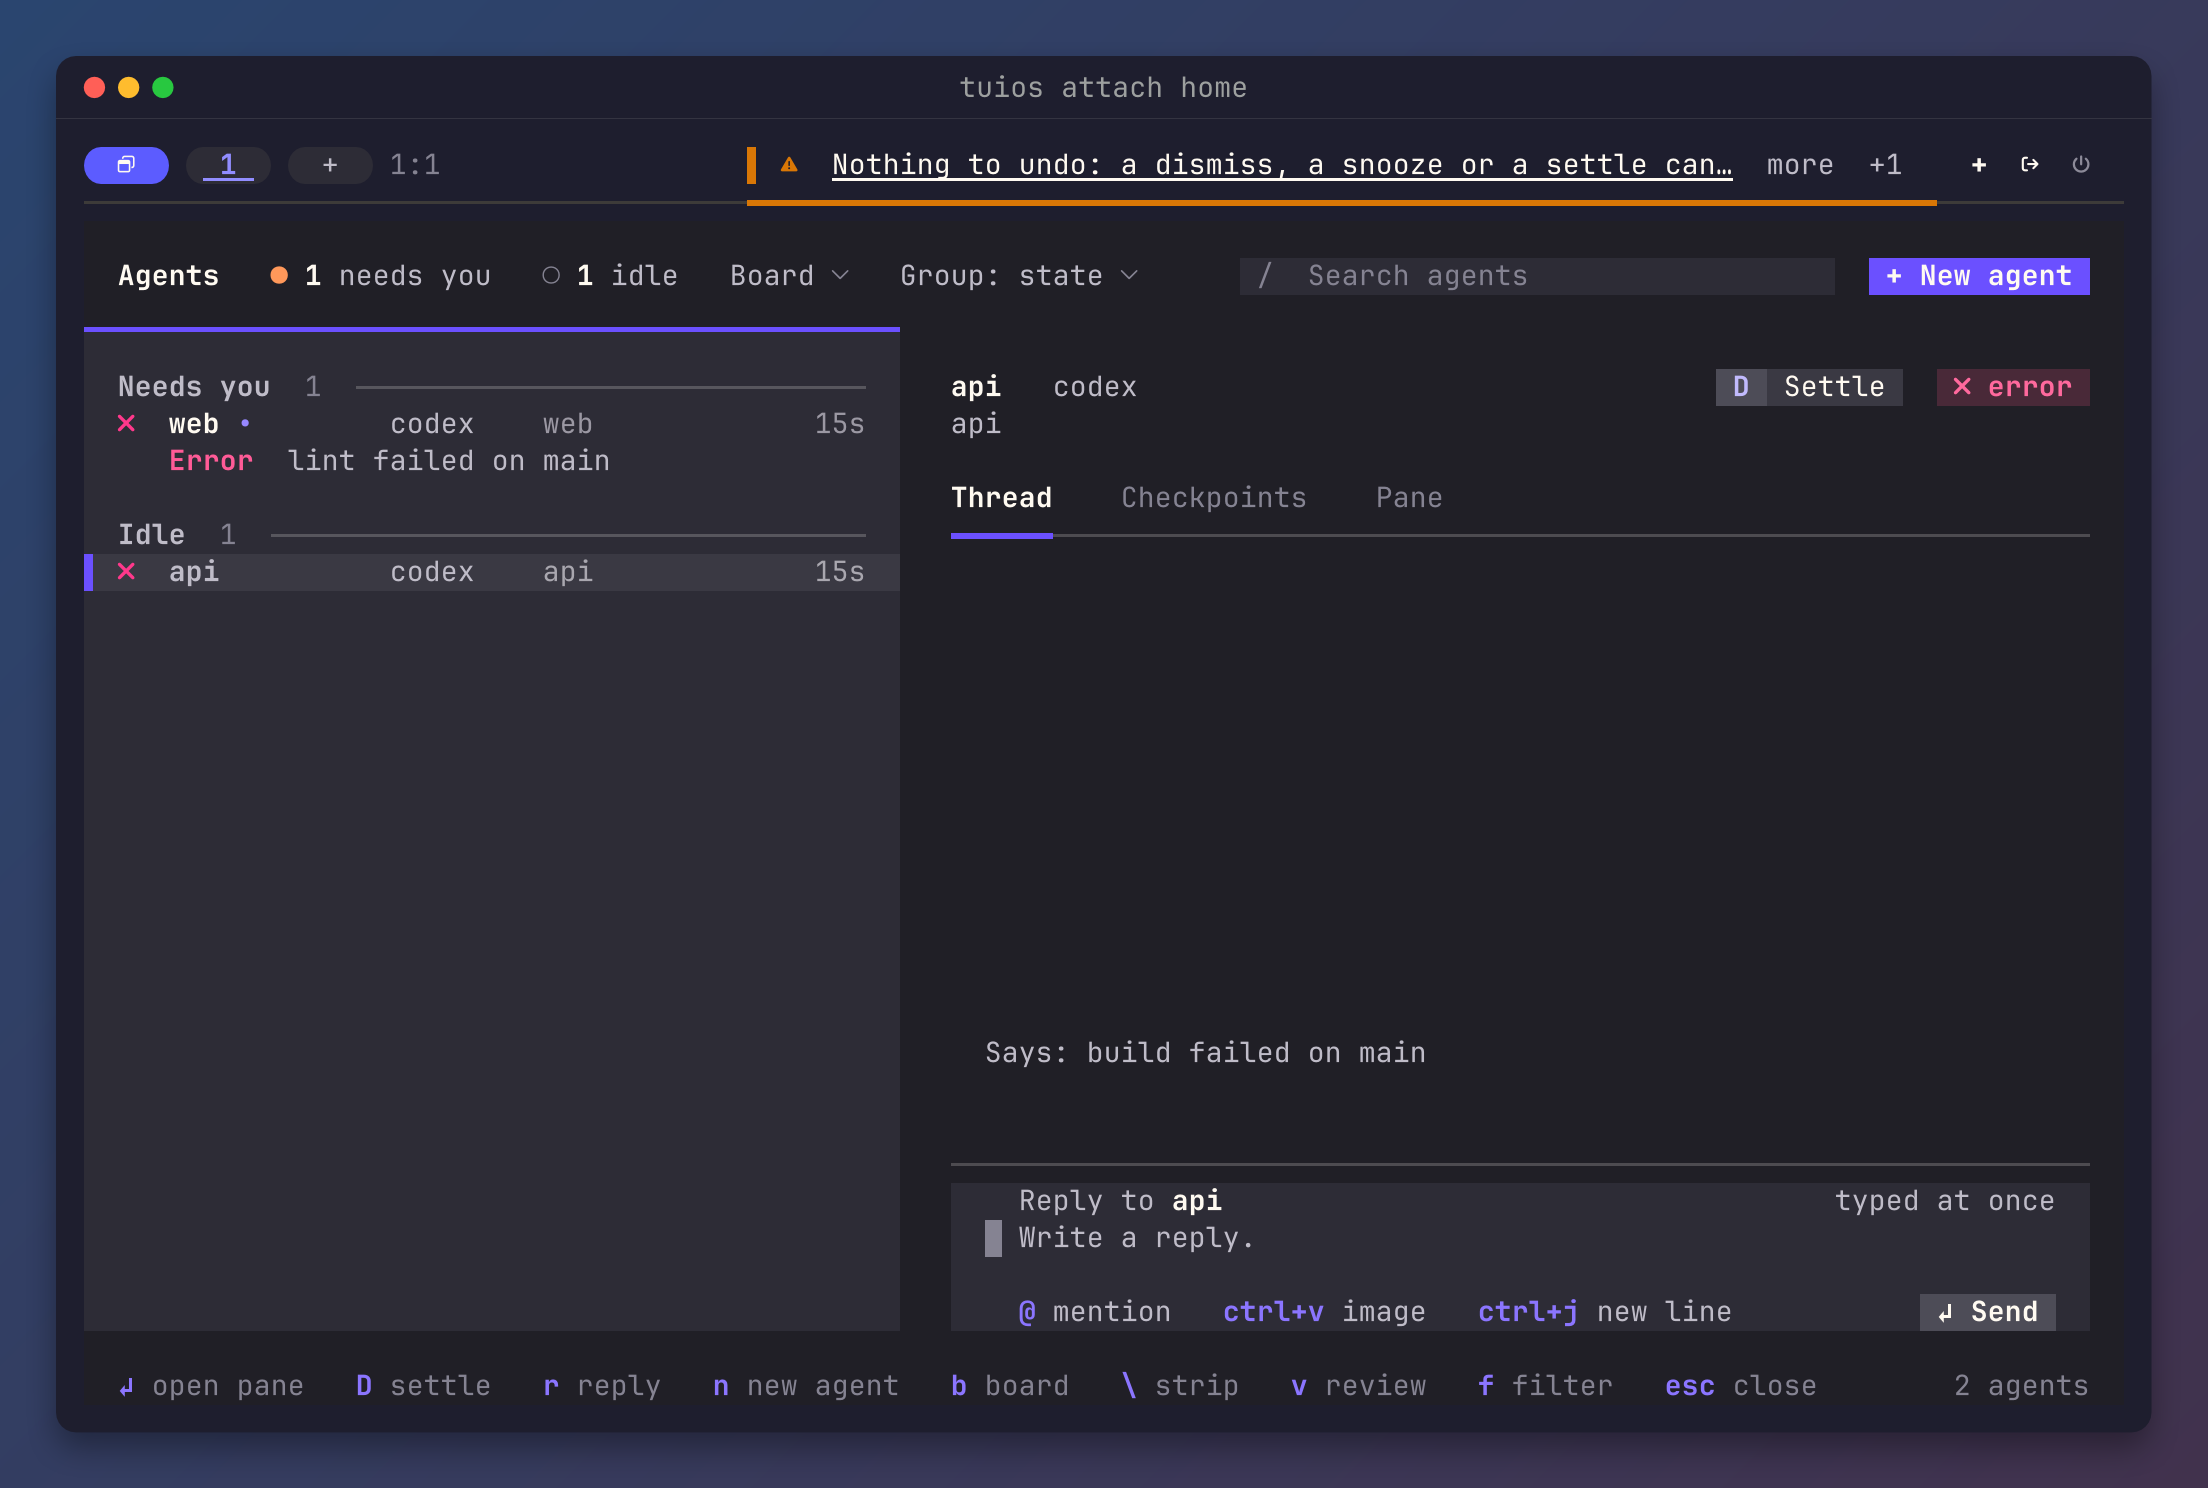 tuios attach home
1 + 1:1 Nothing to undo: a dismiss, a snooze or a settle can… more +1 +
Agents ● 1 needs you ○ 1 idle Board Group: state / Search agents + New agent
Needs you 1
✕ web • codex web 15s
Error lint failed on main
Idle 1
✕ api codex api 15s
api codex D Settle ✕ error
api
Thread Checkpoints Pane
Says: build failed on main
Reply to api typed at once
Write a reply.
@ mention ctrl+v image ctrl+j new line ↲ Send
↲ open pane D settle r reply n new agent b board \ strip v review f filter esc close 2 agents